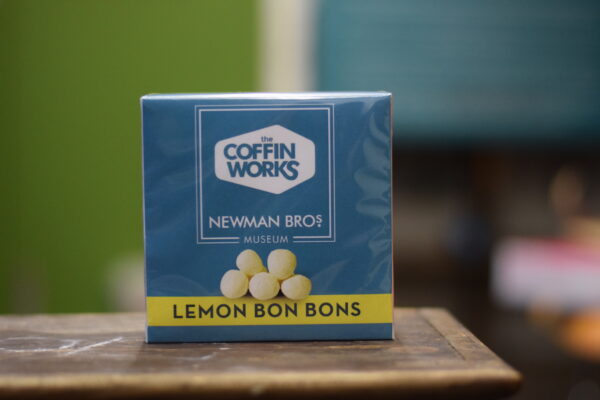 the
COFFIN
WORKS
NEWMAN BROS
MUSEUM
LEMON BON BONS